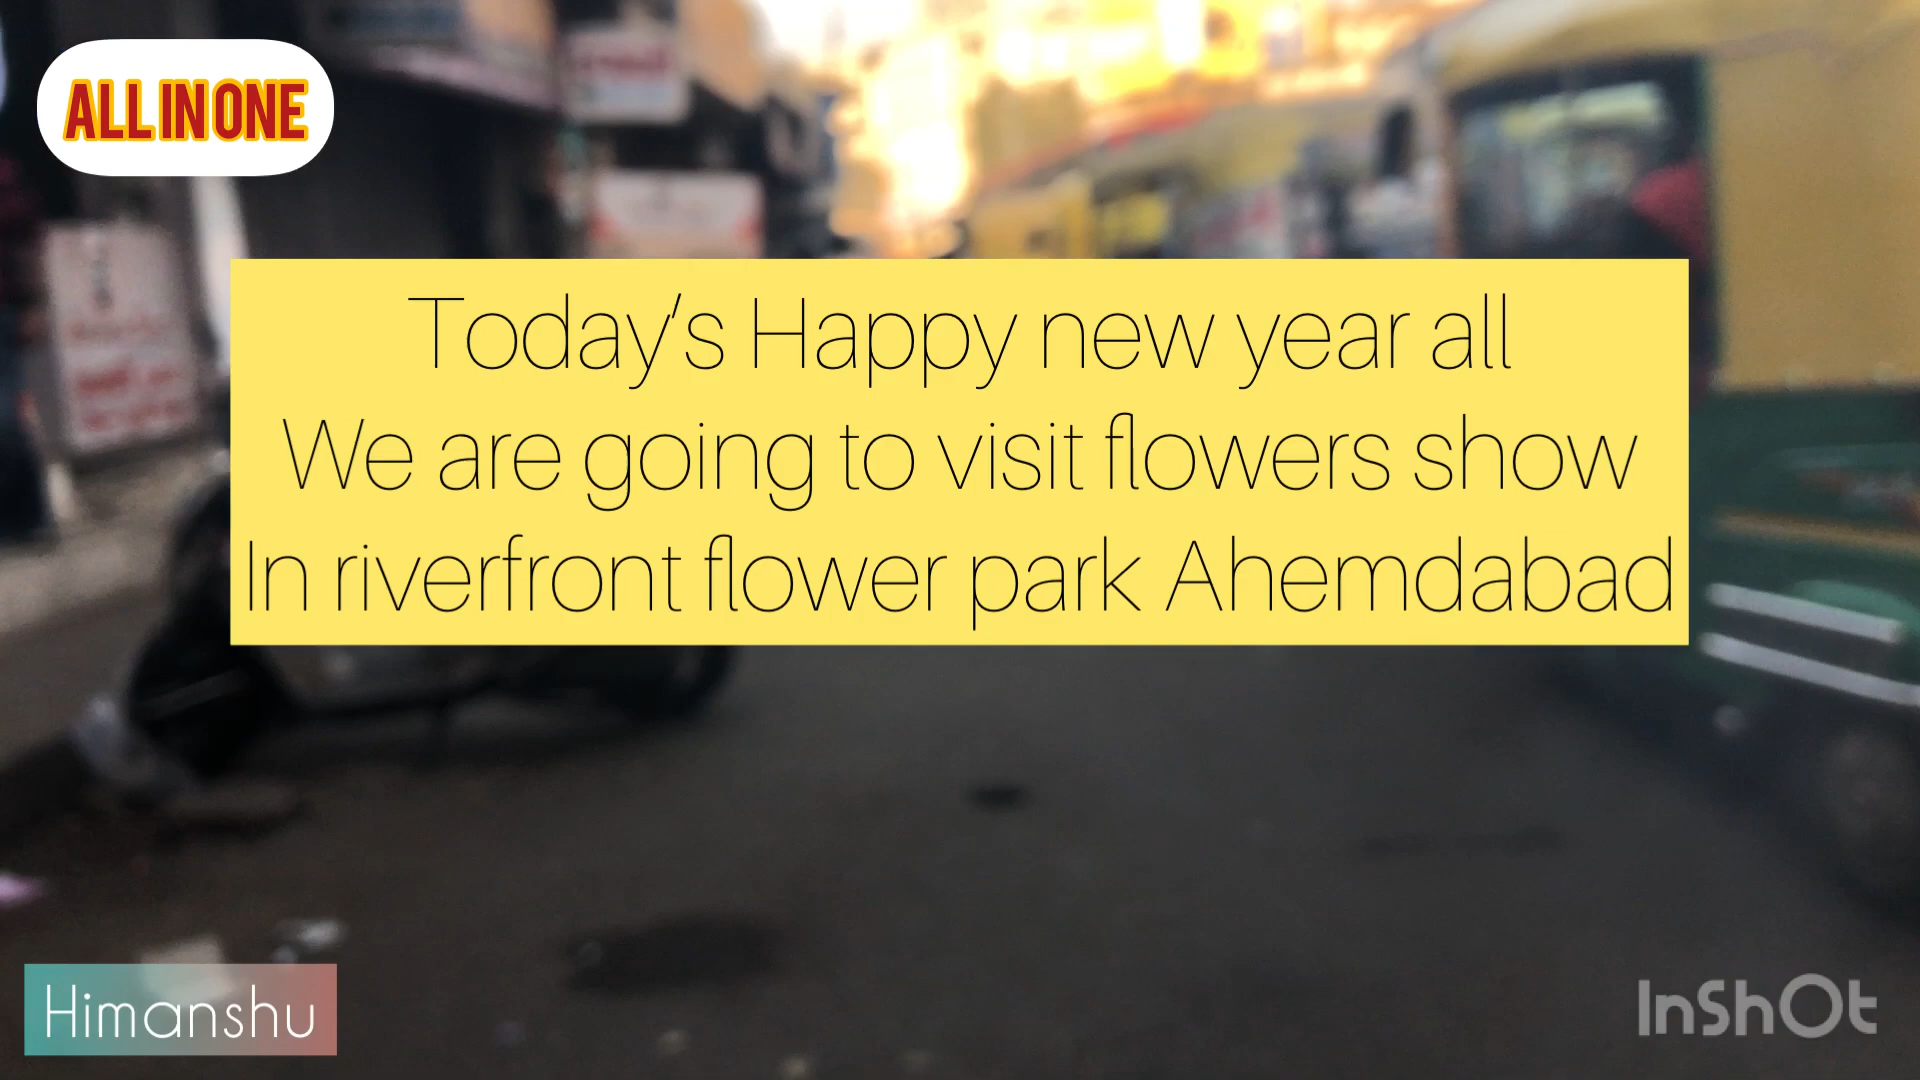 ALL IN ONE
Today's Happy new year all
We are going to visit flowers show
In riverfront flower park Ahemdabad
Himanshu
InShOt